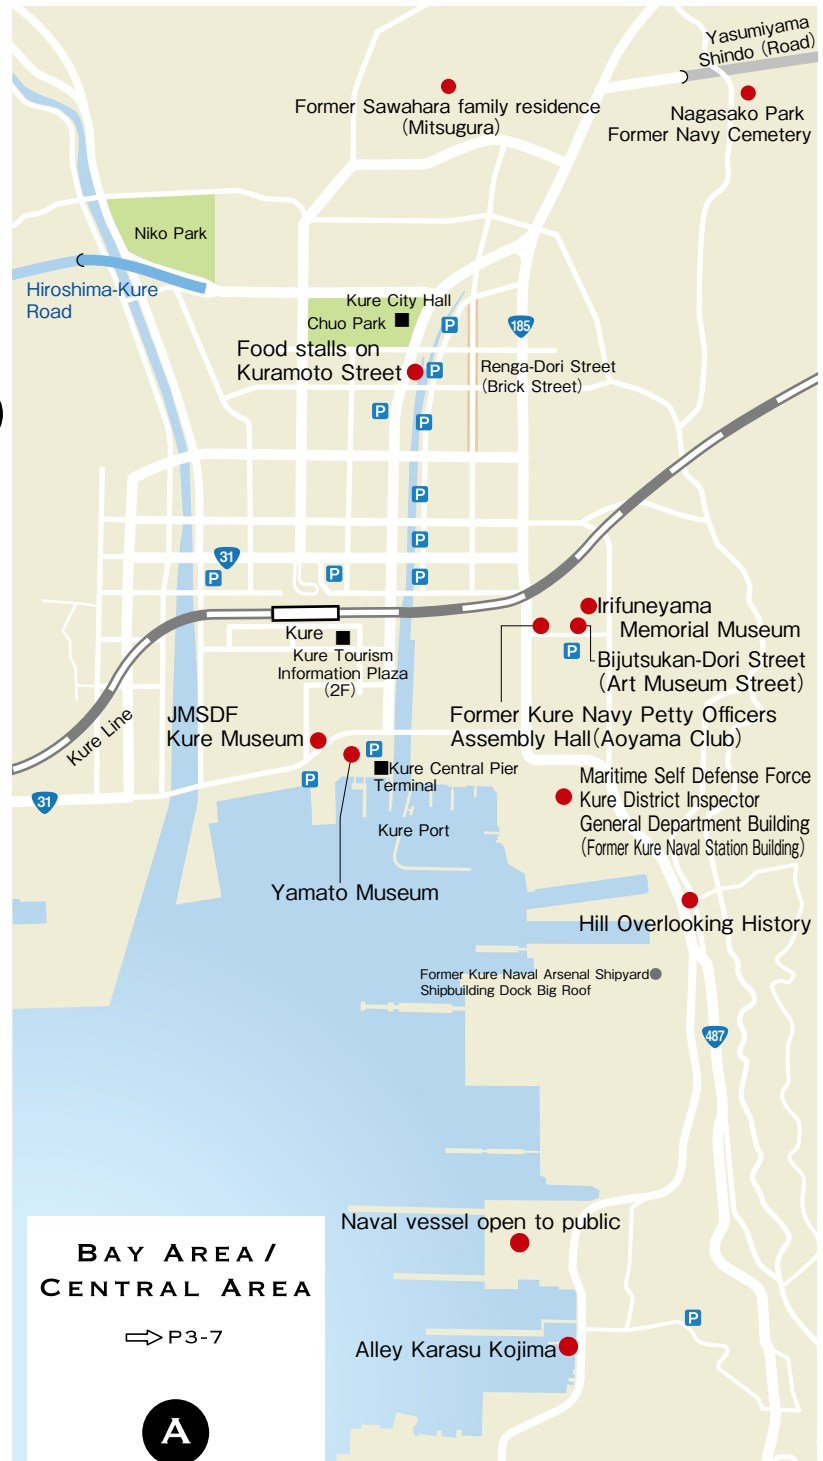 Yasumiyama
Shindo (Road)
Former Sawahara family residence
(Mitsugura)
Nagasako Park
Former Navy Cemetery
Niko Park
Hiroshima-Kure
Road
Kure City Hall
Chuo Park
P
185
Food stalls on
Kuramoto Street
P
Renga-Dori Street
(Brick Street)
P
P
P
P
31
P
P
P
Kure
Kure Tourism
Information Plaza
(2F)
Irifuneyama
Memorial Museum
P
Bijutsukan-Dori Street
(Art Museum Street)
Kure Line
JMSDF
Kure Museum
Former Kure Navy Petty Officers
Assembly Hall(Aoyama Club)
P
P
Kure Central Pier
Terminal
31
Kure Port
Maritime Self Defense Force
Kure District Inspector
General Department Building
(Former Kure Naval Station Building)
Yamato Museum
Hill Overlooking History
Former Kure Naval Arsenal Shipyard
Shipbuilding Dock Big Roof
487
Naval vessel open to public
P
Alley Karasu Kojima
BAY AREA /
CENTRAL AREA
⇨ P3-7
A